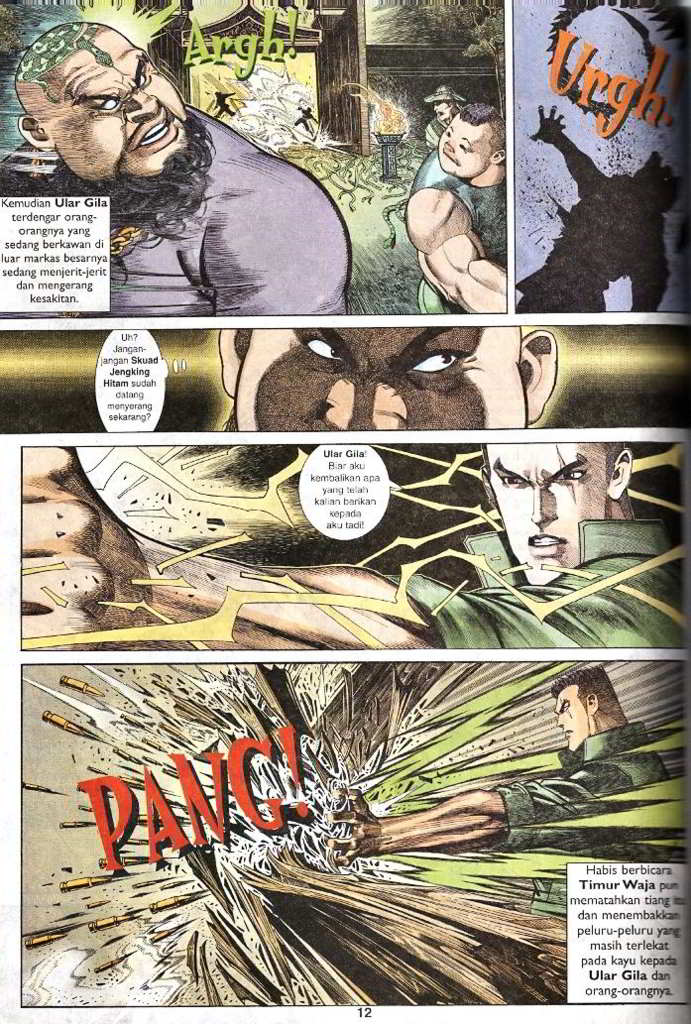 Argh!
Urgh!
Kemudian Ular Gila
terdengar orang-
orangnya yang
sedang berkawan di
luar markas besarnya
sedang menjerit-jerit
dan mengerang
kesakitan.
Uh?
Jangan-
jangan Skuad
Jengking
Hitam sudah
datang
menyerang
sekarang?
Ular Gila!
Biar aku
kembalikan apa
yang telah
kalian berikan
kepada
aku tadi!
PANG!
Habis berbicara
Timur Waja pun
mematahkan tiang itu
dan menembakkan
peluru-peluru yang
masih terlekat
pada kayu kepada
Ular Gila dan
orang-orangnya.
12